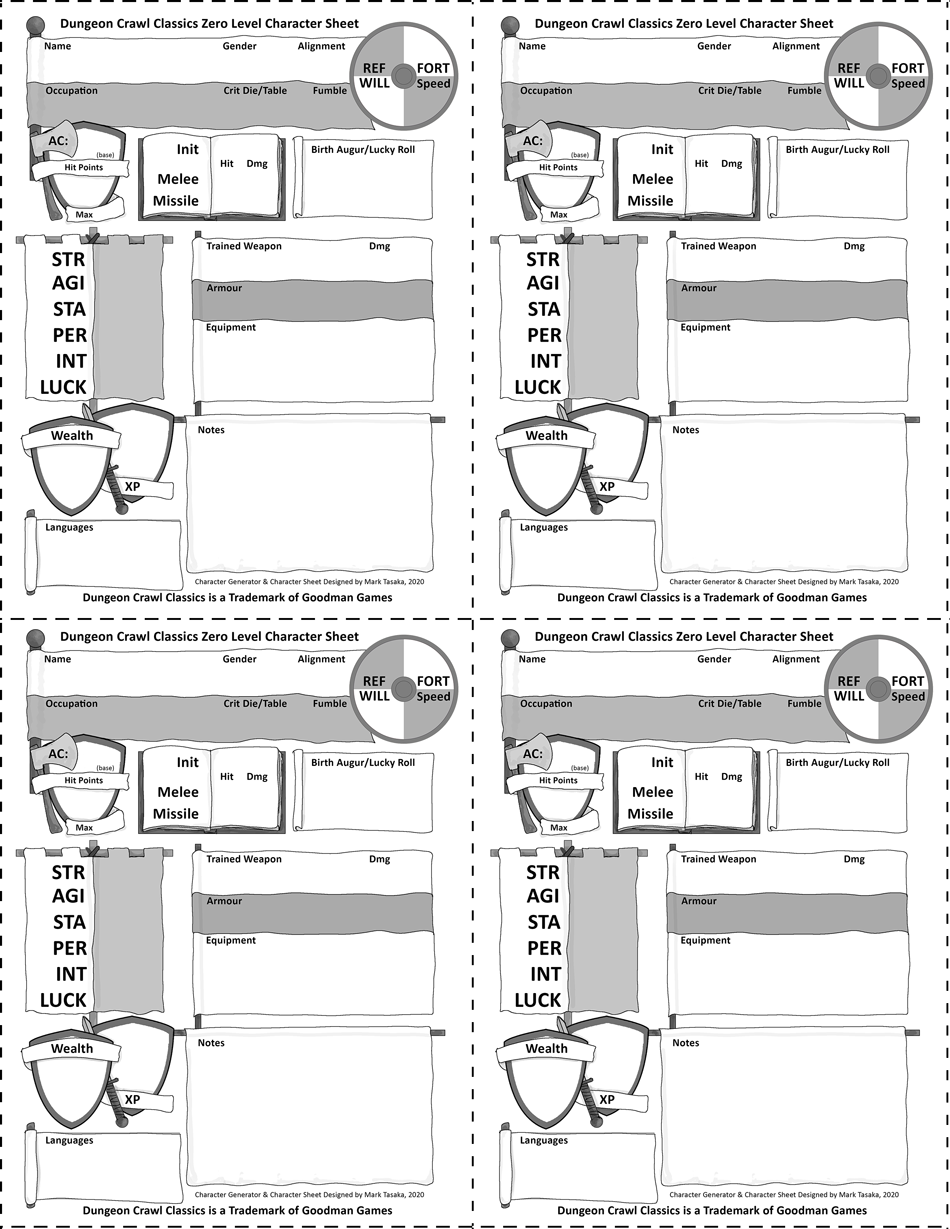 Dungeon Crawl Classics Zero Level Character Sheet
Name Gender Alignment
REF FORT
WILL Speed
Occupation Crit Die/Table Fumble
AC:
(base)
Hit Points
Max
Init
Hit Dmg
Melee
Missile
Birth Augur/Lucky Roll
STR
AGI
STA
PER
INT
LUCK
Trained Weapon Dmg
Armour
Equipment
Wealth
XP
Notes
Languages
Character Generator & Character Sheet Designed by Mark Tasaka, 2020
Dungeon Crawl Classics is a Trademark of Goodman Games
Dungeon Crawl Classics Zero Level Character Sheet
Name Gender Alignment
REF FORT
WILL Speed
Occupation Crit Die/Table Fumble
AC:
(base)
Hit Points
Max
Init
Hit Dmg
Melee
Missile
Birth Augur/Lucky Roll
STR
AGI
STA
PER
INT
LUCK
Trained Weapon Dmg
Armour
Equipment
Wealth
XP
Notes
Languages
Character Generator & Character Sheet Designed by Mark Tasaka, 2020
Dungeon Crawl Classics is a Trademark of Goodman Games
Dungeon Crawl Classics Zero Level Character Sheet
Name Gender Alignment
REF FORT
WILL Speed
Occupation Crit Die/Table Fumble
AC:
(base)
Hit Points
Max
Init
Hit Dmg
Melee
Missile
Birth Augur/Lucky Roll
STR
AGI
STA
PER
INT
LUCK
Trained Weapon Dmg
Armour
Equipment
Wealth
XP
Notes
Languages
Character Generator & Character Sheet Designed by Mark Tasaka, 2020
Dungeon Crawl Classics is a Trademark of Goodman Games
Dungeon Crawl Classics Zero Level Character Sheet
Name Gender Alignment
REF FORT
WILL Speed
Occupation Crit Die/Table Fumble
AC:
(base)
Hit Points
Max
Init
Hit Dmg
Melee
Missile
Birth Augur/Lucky Roll
STR
AGI
STA
PER
INT
LUCK
Trained Weapon Dmg
Armour
Equipment
Wealth
XP
Notes
Languages
Character Generator & Character Sheet Designed by Mark Tasaka, 2020
Dungeon Crawl Classics is a Trademark of Goodman Games